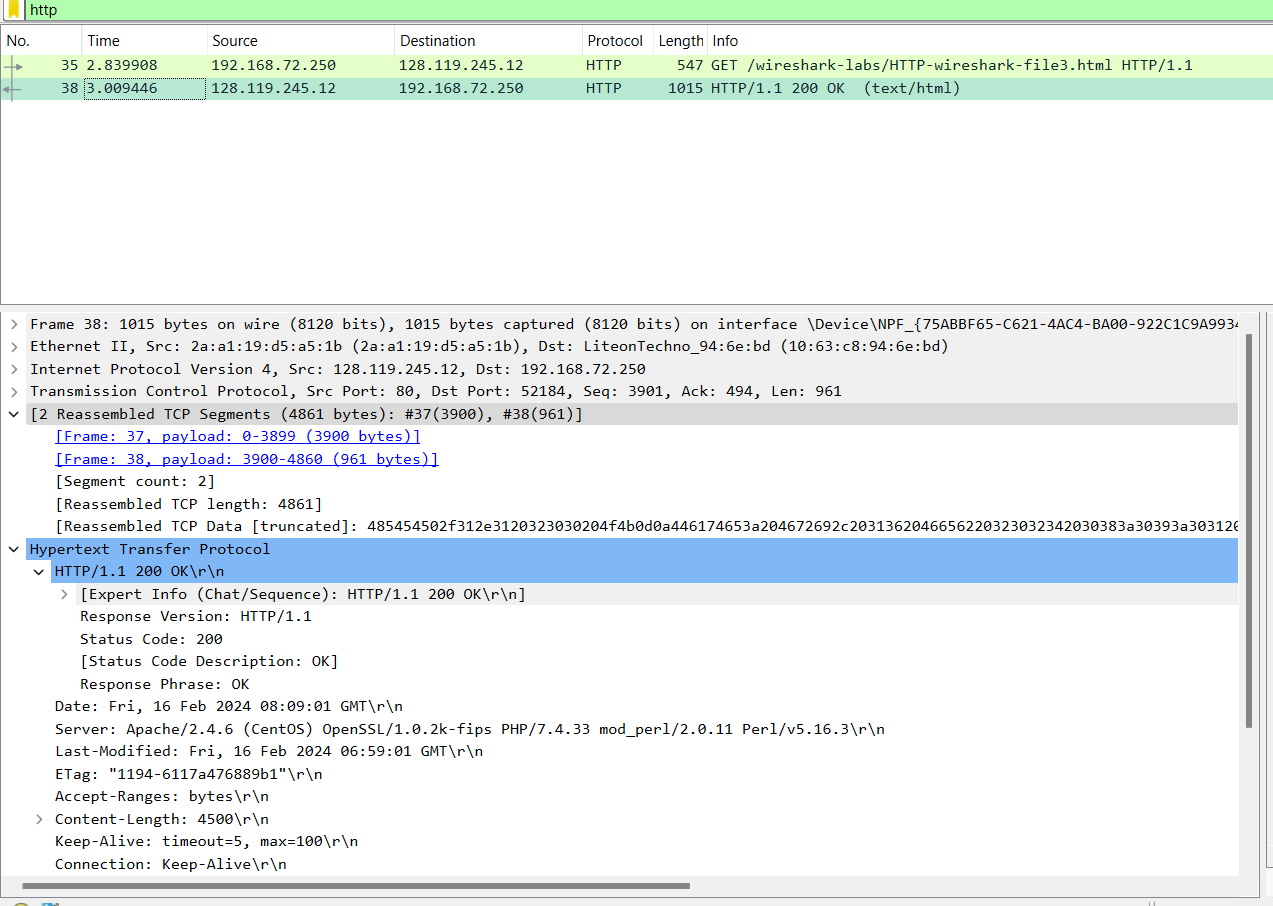 http
No. Time Source Destination Protocol Length Info
35 2.839908 192.168.72.250 128.119.245.12 HTTP 547 GET /wireshark-labs/HTTP-wireshark-file3.html HTTP/1.1
38 3.009446 128.119.245.12 192.168.72.250 HTTP 1015 HTTP/1.1 200 OK (text/html)
Frame 38: 1015 bytes on wire (8120 bits), 1015 bytes captured (8120 bits) on interface \Device\NPF_{75ABBF65-C621-4AC4-BA00-922C1C9A9934
Ethernet II, Src: 2a:a1:19:d5:a5:1b (2a:a1:19:d5:a5:1b), Dst: LiteonTechno_94:6e:bd (10:63:c8:94:6e:bd)
Internet Protocol Version 4, Src: 128.119.245.12, Dst: 192.168.72.250
Transmission Control Protocol, Src Port: 80, Dst Port: 52184, Seq: 3901, Ack: 494, Len: 961
[2 Reassembled TCP Segments (4861 bytes): #37(3900), #38(961)]
[Frame: 37, payload: 0-3899 (3900 bytes)]
[Frame: 38, payload: 3900-4860 (961 bytes)]
[Segment count: 2]
[Reassembled TCP length: 4861]
[Reassembled TCP Data [truncated]: 485454502f312e3120323030204f4b0d0a446174653a204672692c2031362046656220323032342030383a30393a303120
Hypertext Transfer Protocol
HTTP/1.1 200 OK\r\n
[Expert Info (Chat/Sequence): HTTP/1.1 200 OK\r\n]
Response Version: HTTP/1.1
Status Code: 200
[Status Code Description: OK]
Response Phrase: OK
Date: Fri, 16 Feb 2024 08:09:01 GMT\r\n
Server: Apache/2.4.6 (CentOS) OpenSSL/1.0.2k-fips PHP/7.4.33 mod_perl/2.0.11 Perl/v5.16.3\r\n
Last-Modified: Fri, 16 Feb 2024 06:59:01 GMT\r\n
ETag: "1194-6117a476889b1"\r\n
Accept-Ranges: bytes\r\n
Content-Length: 4500\r\n
Keep-Alive: timeout=5, max=100\r\n
Connection: Keep-Alive\r\n